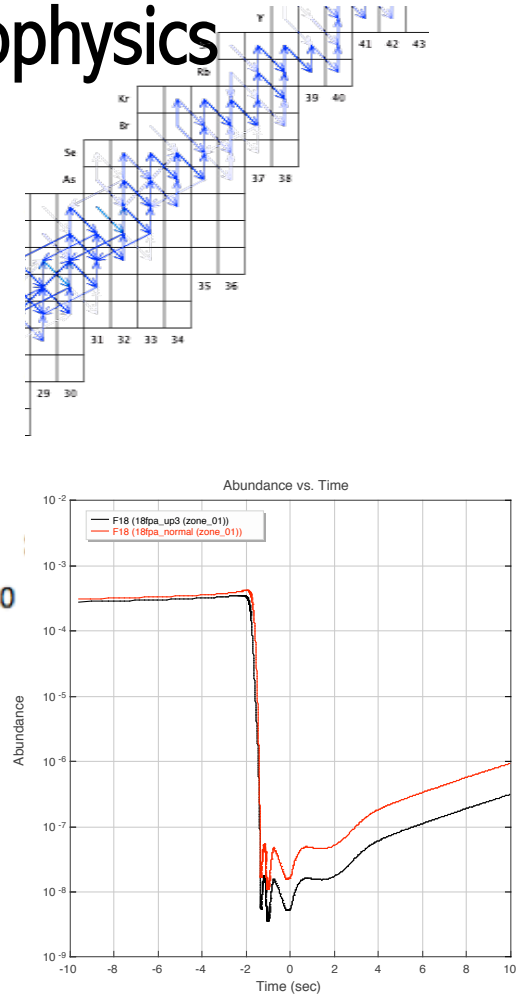 ophysics
Y
41 42 43
Rb
Kr
39 40
Br
Se
As
37 38
35 36
31 32 33 34
29 30
Abundance vs. Time
10-2
F18 (18fpa_up3 (zone_01))
F18 (18fpa_normal (zone_01))
10-3
0
10-4
10-5
Abundance
10-6
10-7
10-8
10-9
-10 -8 -6 -4 -2 0 2 4 6 8 10
Time (sec)